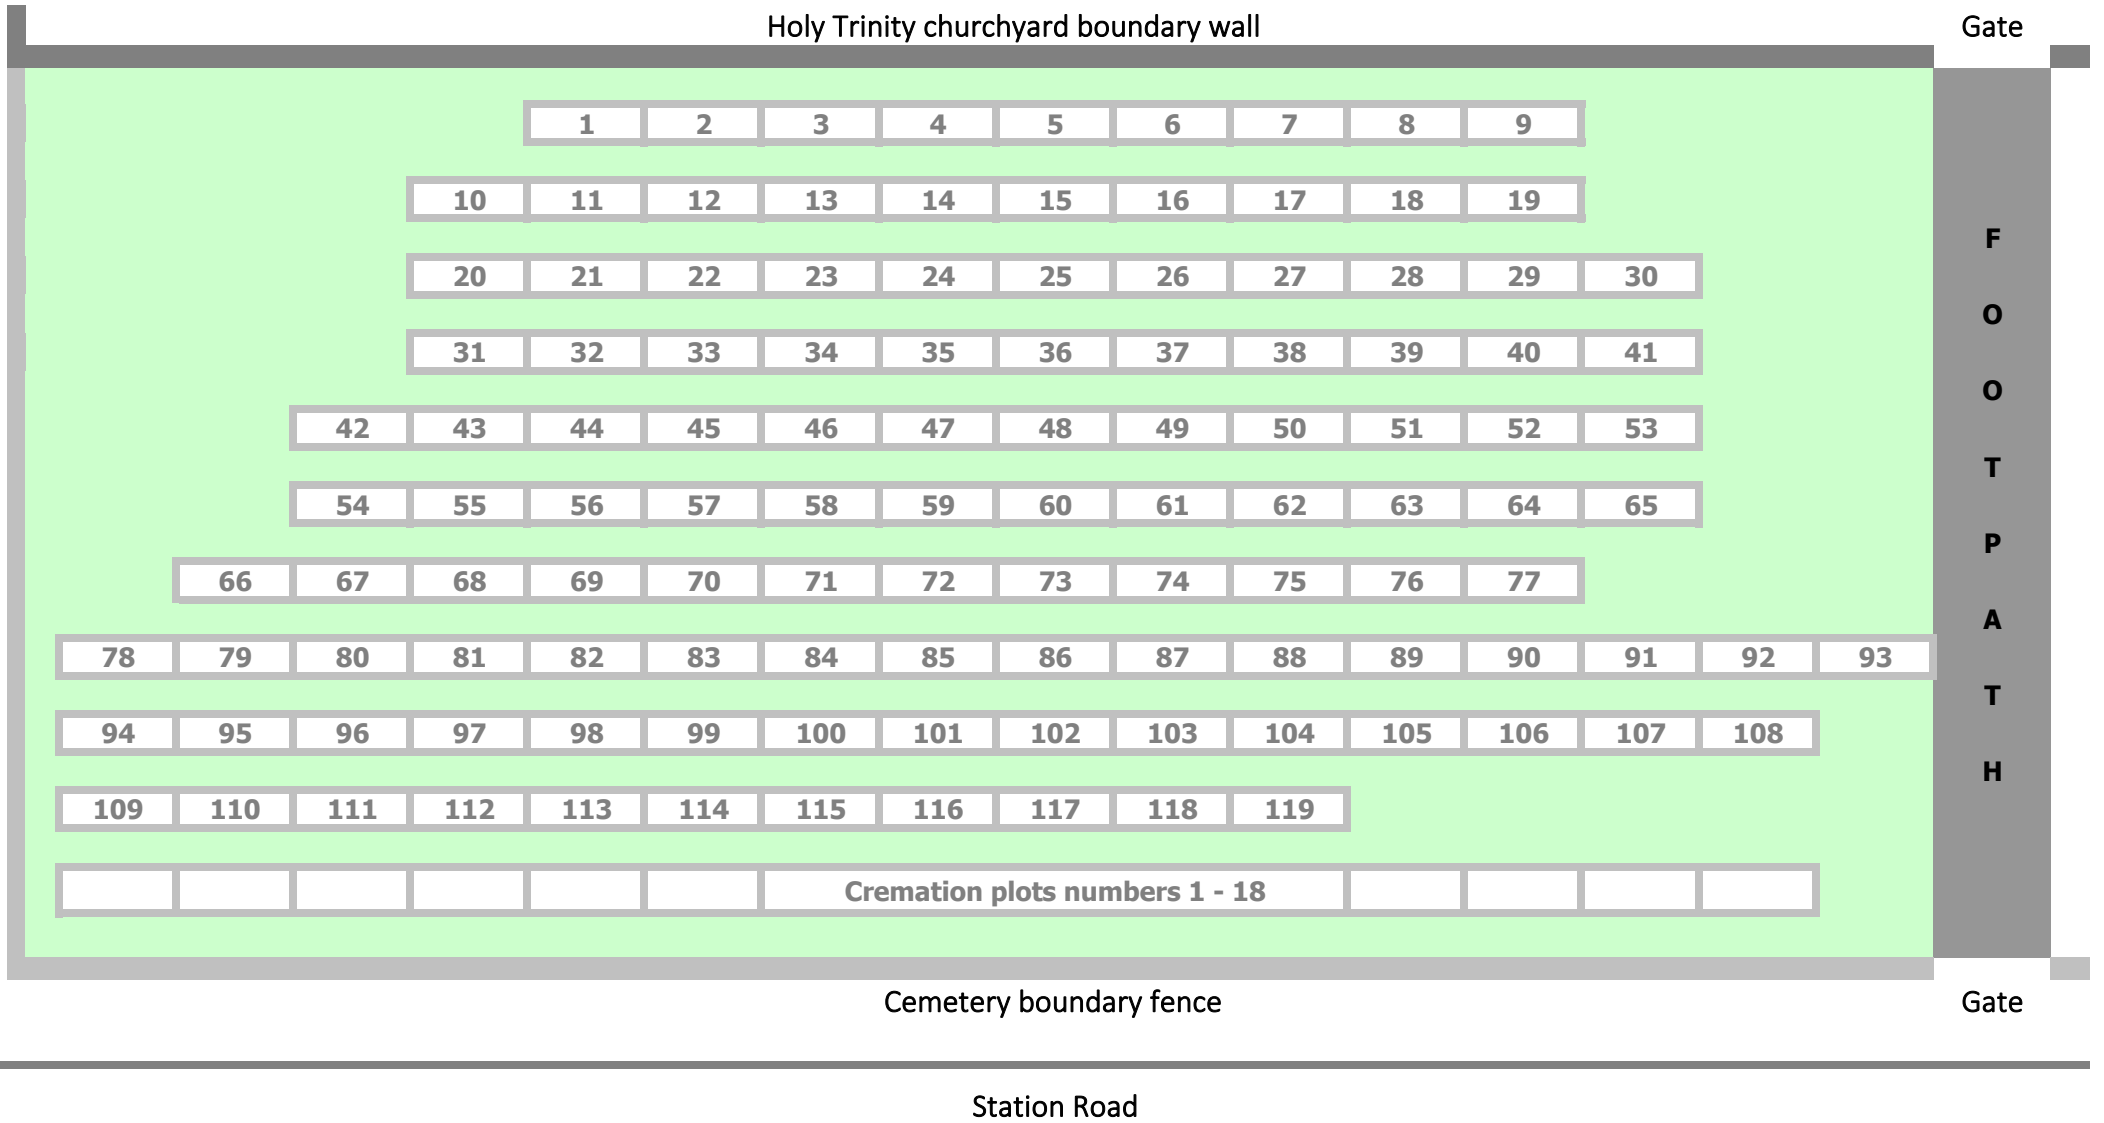 Holy Trinity churchyard boundary wall Gate
1 2 3 4 5 6 7 8 9
10 11 12 13 14 15 16 17 18 19
F
20 21 22 23 24 25 26 27 28 29 30
O
31 32 33 34 35 36 37 38 39 40 41
O
42 43 44 45 46 47 48 49 50 51 52 53
T
54 55 56 57 58 59 60 61 62 63 64 65
P
66 67 68 69 70 71 72 73 74 75 76 77
A
78 79 80 81 82 83 84 85 86 87 88 89 90 91 92 93
T
94 95 96 97 98 99 100 101 102 103 104 105 106 107 108
H
109 110 111 112 113 114 115 116 117 118 119
Cremation plots numbers 1 - 18
Cemetery boundary fence Gate
Station Road